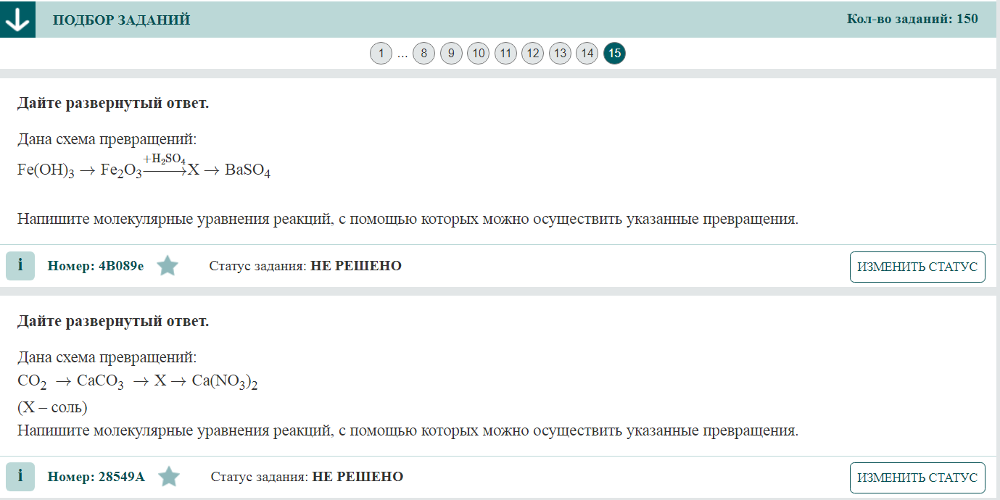 ПОДБОР ЗАДАНИЙ
Кол-во заданий: 150
1 ... 8 9 10 11 12 13 14 15
Дайте развернутый ответ.
Дана схема превращений:
Fe(OH)₃ → Fe₂O₃ →(+H₂SO₄) X → BaSO₄
Напишите молекулярные уравнения реакций, с помощью которых можно осуществить указанные превращения.
i Номер: 4B089e Статус задания: НЕ РЕШЕНО ИЗМЕНИТЬ СТАТУС
Дайте развернутый ответ.
Дана схема превращений:
CO₂ → CaCO₃ → X → Ca(NO₃)₂
(X – соль)
Напишите молекулярные уравнения реакций, с помощью которых можно осуществить указанные превращения.
i Номер: 28549A Статус задания: НЕ РЕШЕНО ИЗМЕНИТЬ СТАТУС